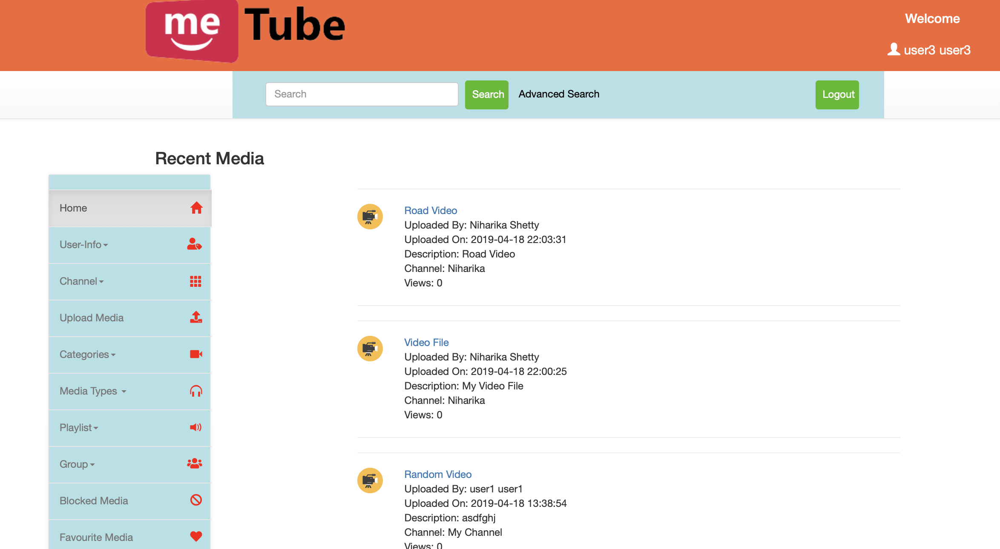 me Tube
Welcome
user3 user3
Search
Search
Advanced Search
Logout
Recent Media
Home
User-Info
Channel
Upload Media
Categories
Media Types
Playlist
Group
Blocked Media
Favourite Media
Road Video
Uploaded By: Niharika Shetty
Uploaded On: 2019-04-18 22:03:31
Description: Road Video
Channel: Niharika
Views: 0
Video File
Uploaded By: Niharika Shetty
Uploaded On: 2019-04-18 22:00:25
Description: My Video File
Channel: Niharika
Views: 0
Random Video
Uploaded By: user1 user1
Uploaded On: 2019-04-18 13:38:54
Description: asdfghj
Channel: My Channel
Views: 0